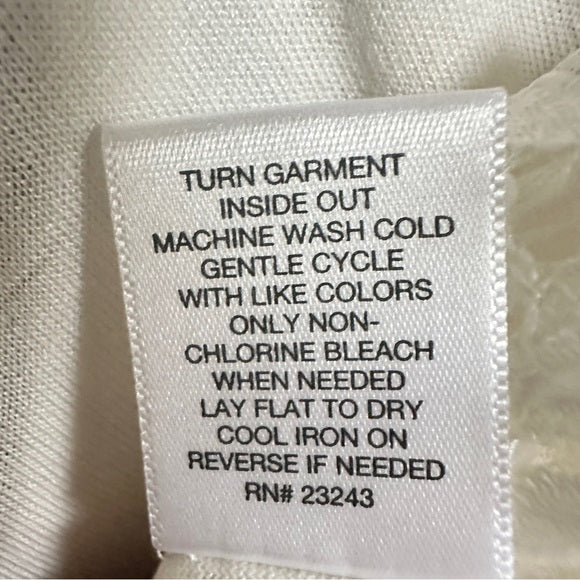 TURN GARMENT
INSIDE OUT
MACHINE WASH COLD
GENTLE CYCLE
WITH LIKE COLORS
ONLY NON-
CHLORINE BLEACH
WHEN NEEDED
LAY FLAT TO DRY
COOL IRON ON
REVERSE IF NEEDED
RN# 23243